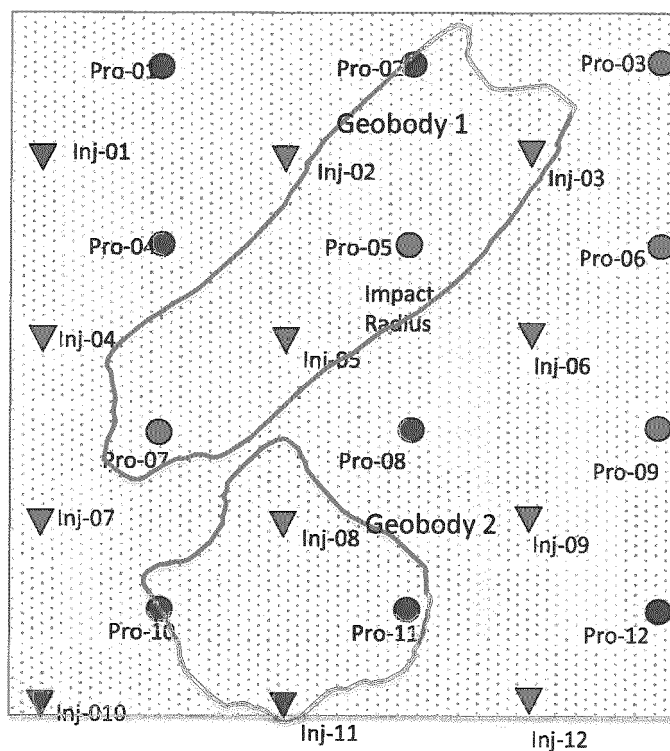 Pro-01
Pro-02
Pro-03
Geobody 1
Inj-01
Inj-02
Inj-03
Pro-04
Pro-05
Pro-06
Impact
Radius
Inj-04
Inj-05
Inj-06
Pro-07
Pro-08
Pro-09
Inj-07
Inj-08
Geobody 2
Inj-09
Pro-10
Pro-11
Pro-12
Inj-010
Inj-11
Inj-12